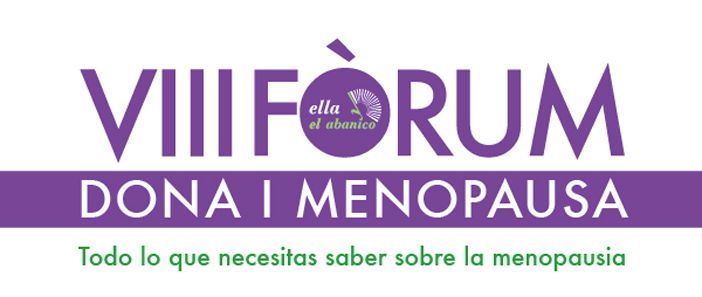 VIII FÒRUM
ella
el abanico
DONA I MENOPAUSA
Todo lo que necesitas saber sobre la menopausia